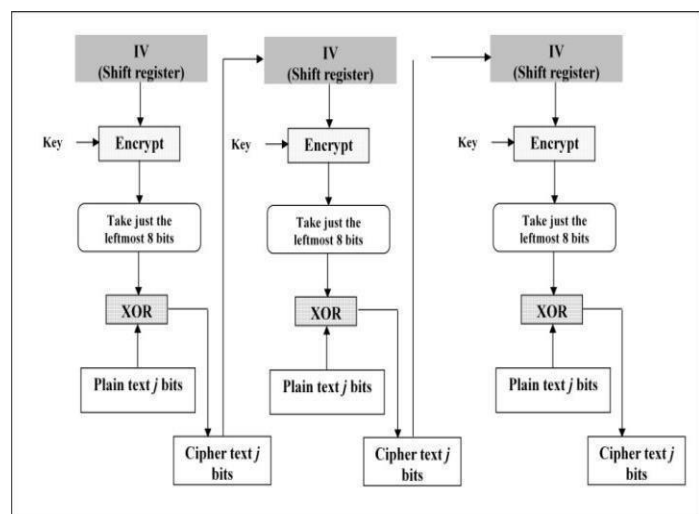 IV
(Shift register)
Key
Encrypt
Take just the
leftmost 8 bits
XOR
Plain text j bits
Cipher text j
bits
IV
(Shift register)
Key
Encrypt
Take just the
leftmost 8 bits
XOR
Plain text j bits
Cipher text j
bits
IV
(Shift register)
Key
Encrypt
Take just the
leftmost 8 bits
XOR
Plain text j bits
Cipher text j
bits